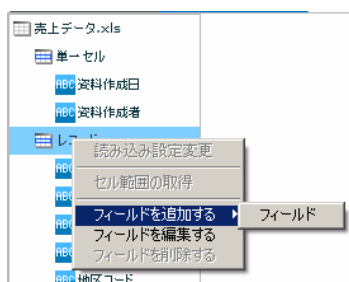 売上データ.xls
単一セル
ABC 資料作成日
ABC 資料作成者
読み込み設定変更
セル範囲の取得
フィールドを追加する
フィールド
フィールドを編集する
フィールドを削除する
ABC 地区コード